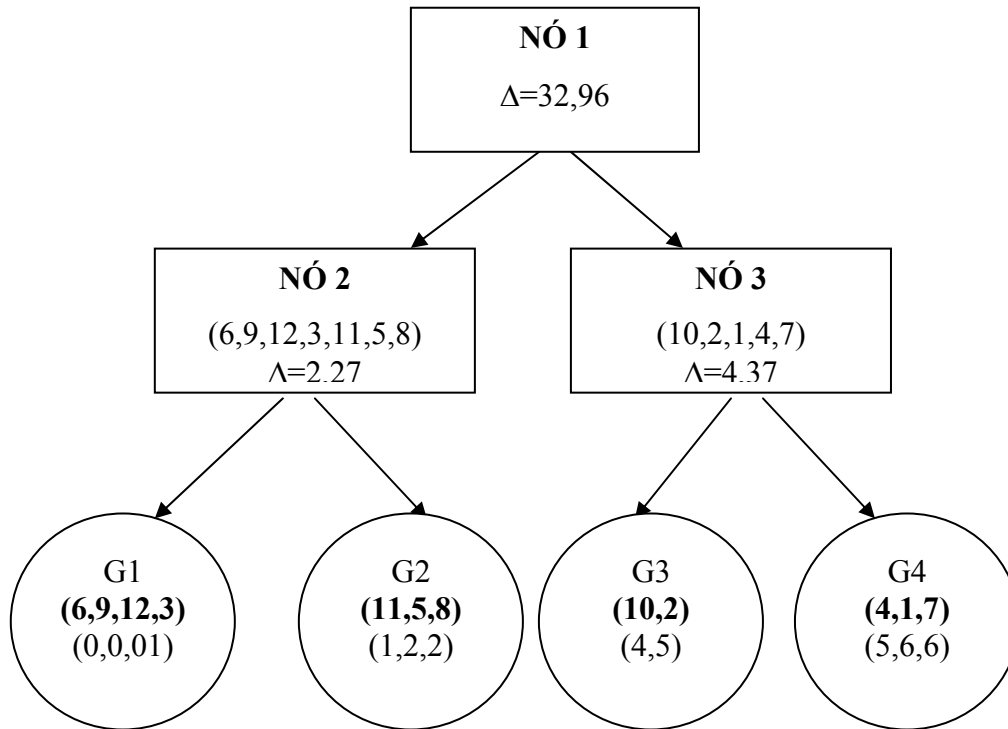 NÓ 1
Δ=32,96
NÓ 2
(6,9,12,3,11,5,8)
Δ=2,27
NÓ 3
(10,2,1,4,7)
Δ=4,37
G1
(6,9,12,3)
(0,0,01)
G2
(11,5,8)
(1,2,2)
G3
(10,2)
(4,5)
G4
(4,1,7)
(5,6,6)